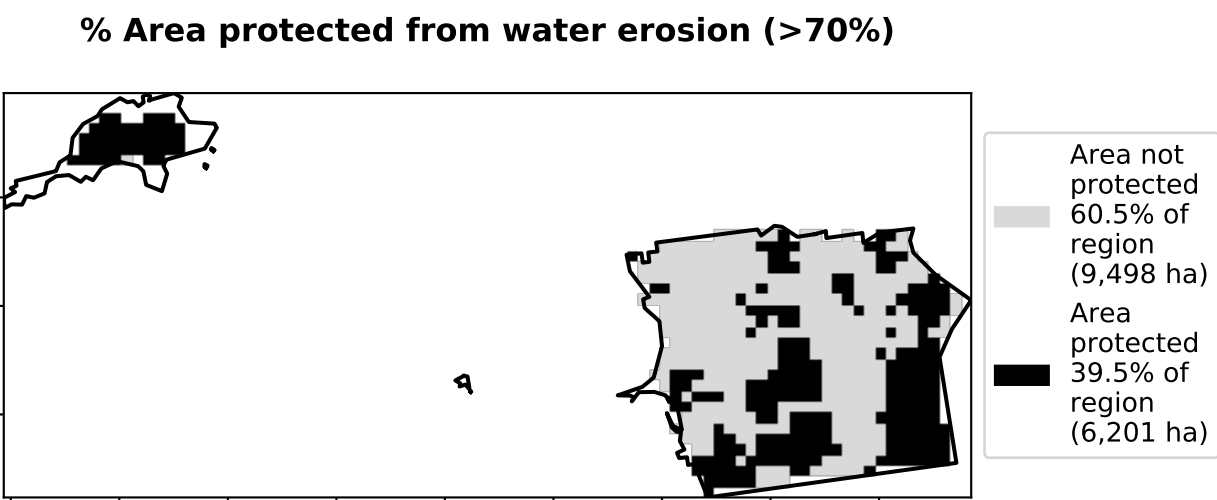 % Area protected from water erosion (>70%)
Area not
protected
60.5% of
region
(9,498 ha)
Area
protected
39.5% of
region
(6,201 ha)